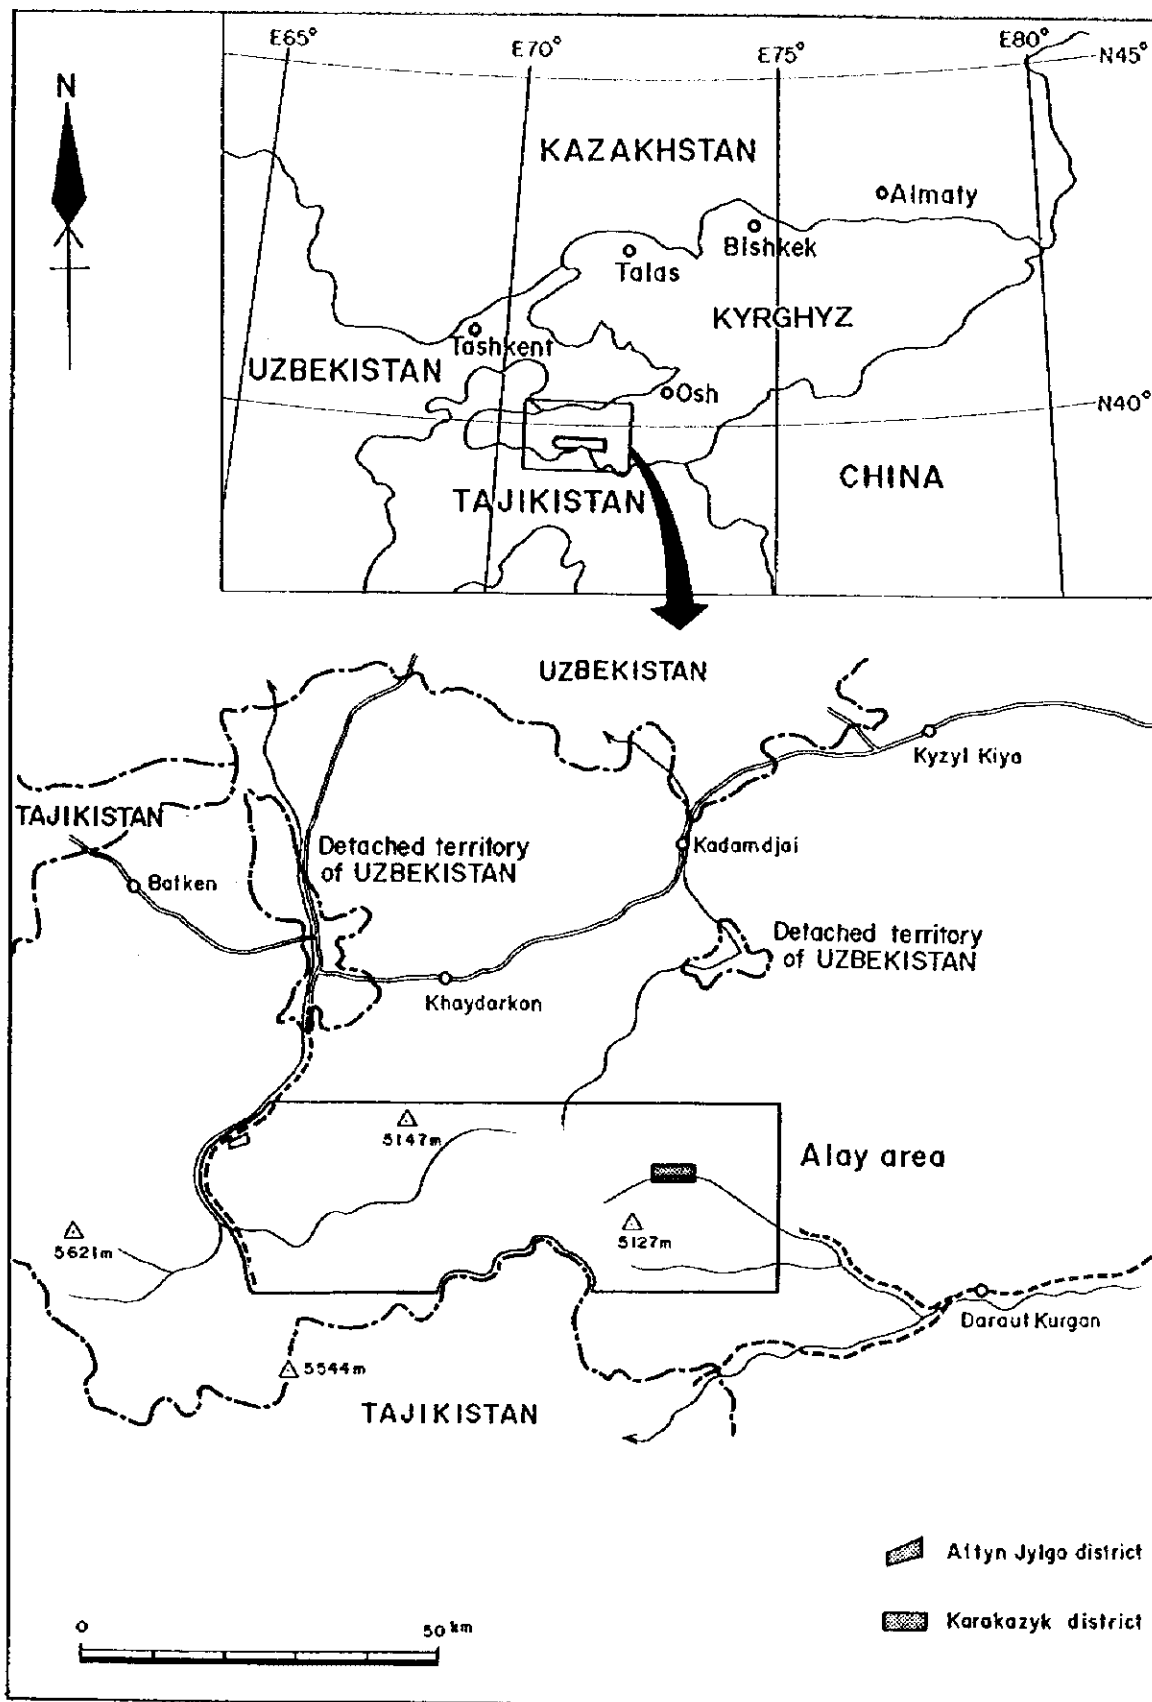 E65°
E70°
E75°
E80°
N45°
N
KAZAKHSTAN
Almaty
Bishkek
Talas
KYRGHYZ
Tashkent
UZBEKISTAN
Osh
N40°
CHINA
TAJIKISTAN
UZBEKISTAN
Kyzyl Kiya
TAJIKISTAN
Detached territory
of UZBEKISTAN
Kadamdjai
Batken
Detached territory
of UZBEKISTAN
Khaydarkon
5147m
Alay area
5621m
5127m
Daraut Kurgan
5544m
TAJIKISTAN
Altyn Jylga district
Karakazyk district
0
50 km